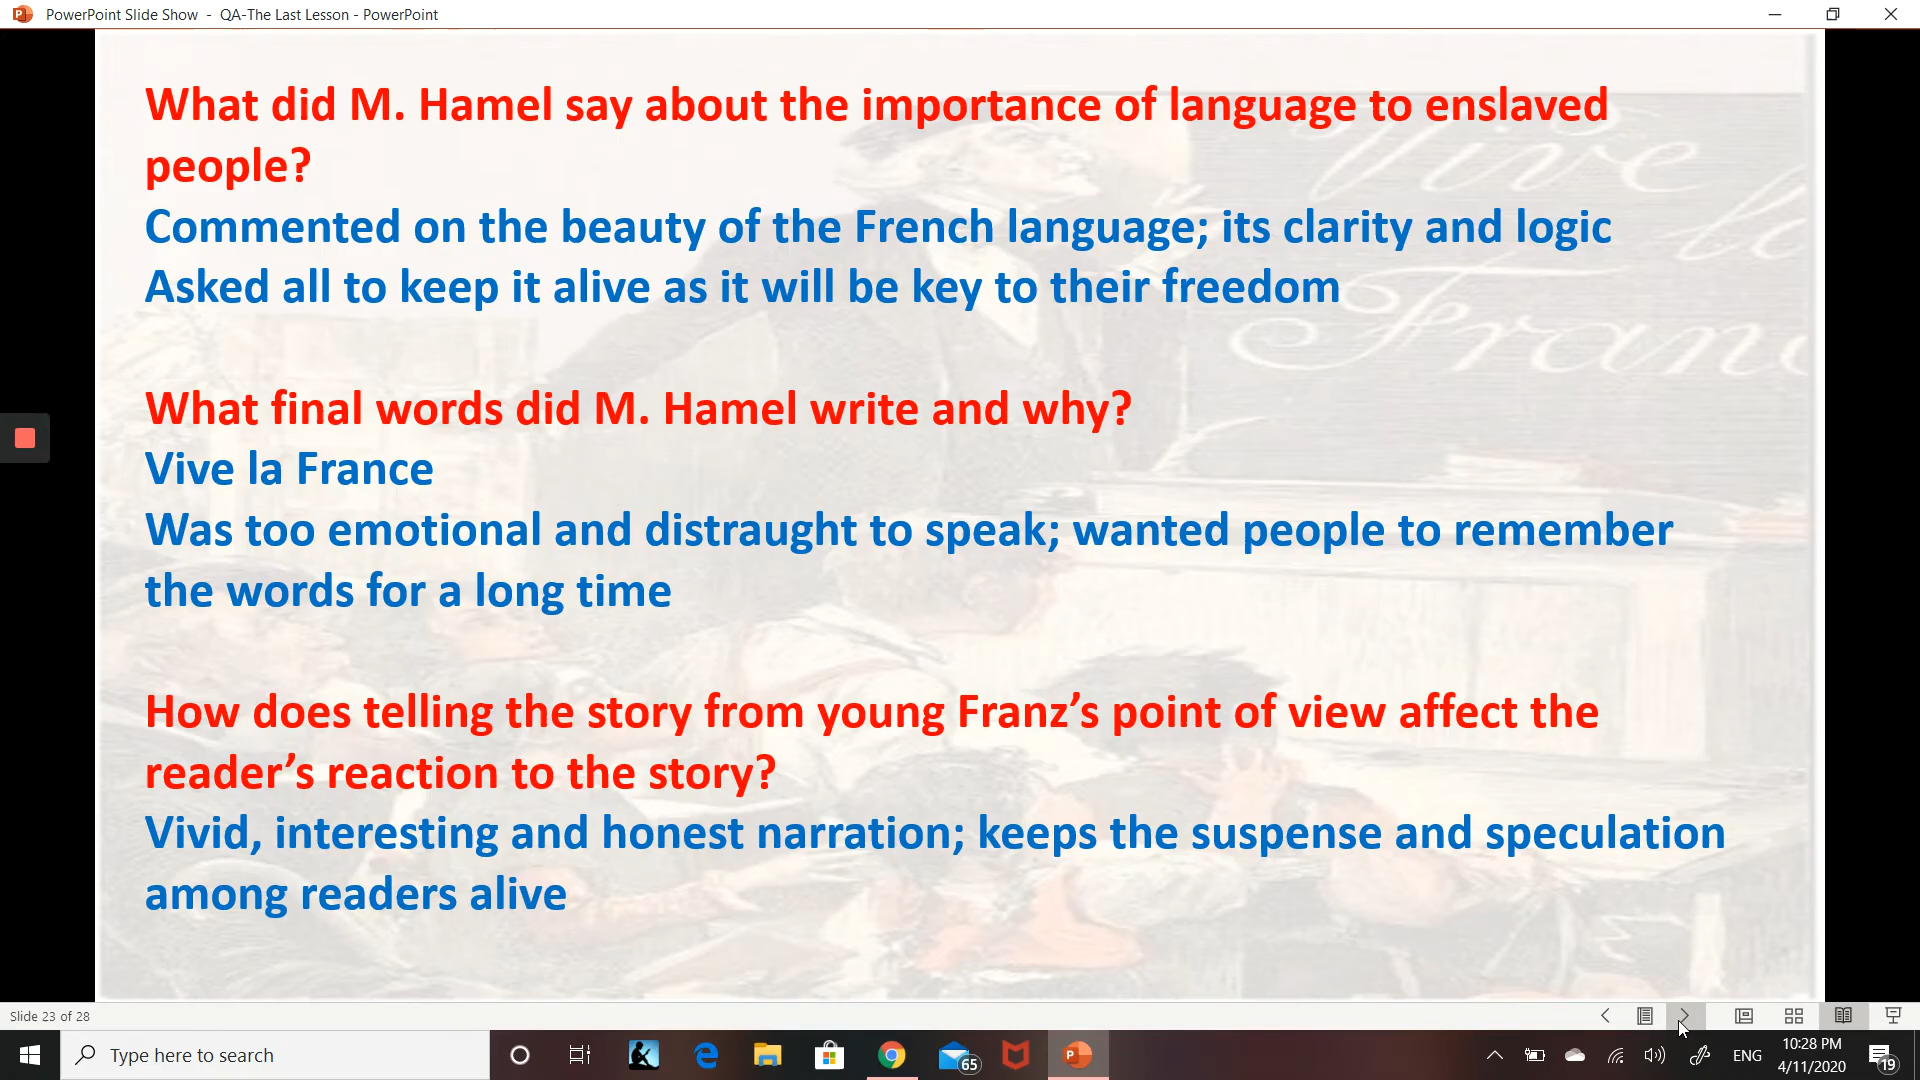 PowerPoint Slide Show - QA-The Last Lesson - PowerPoint
What did M. Hamel say about the importance of language to enslaved
people?
Commented on the beauty of the French language; its clarity and logic
Asked all to keep it alive as it will be key to their freedom
Vive la
Franc
What final words did M. Hamel write and why?
Vive la France
Was too emotional and distraught to speak; wanted people to remember
the words for a long time
How does telling the story from young Franz’s point of view affect the
reader’s reaction to the story?
Vivid, interesting and honest narration; keeps the suspense and speculation
among readers alive
Slide 23 of 28
Type here to search
65
ENG
10:28 PM
4/11/2020
19